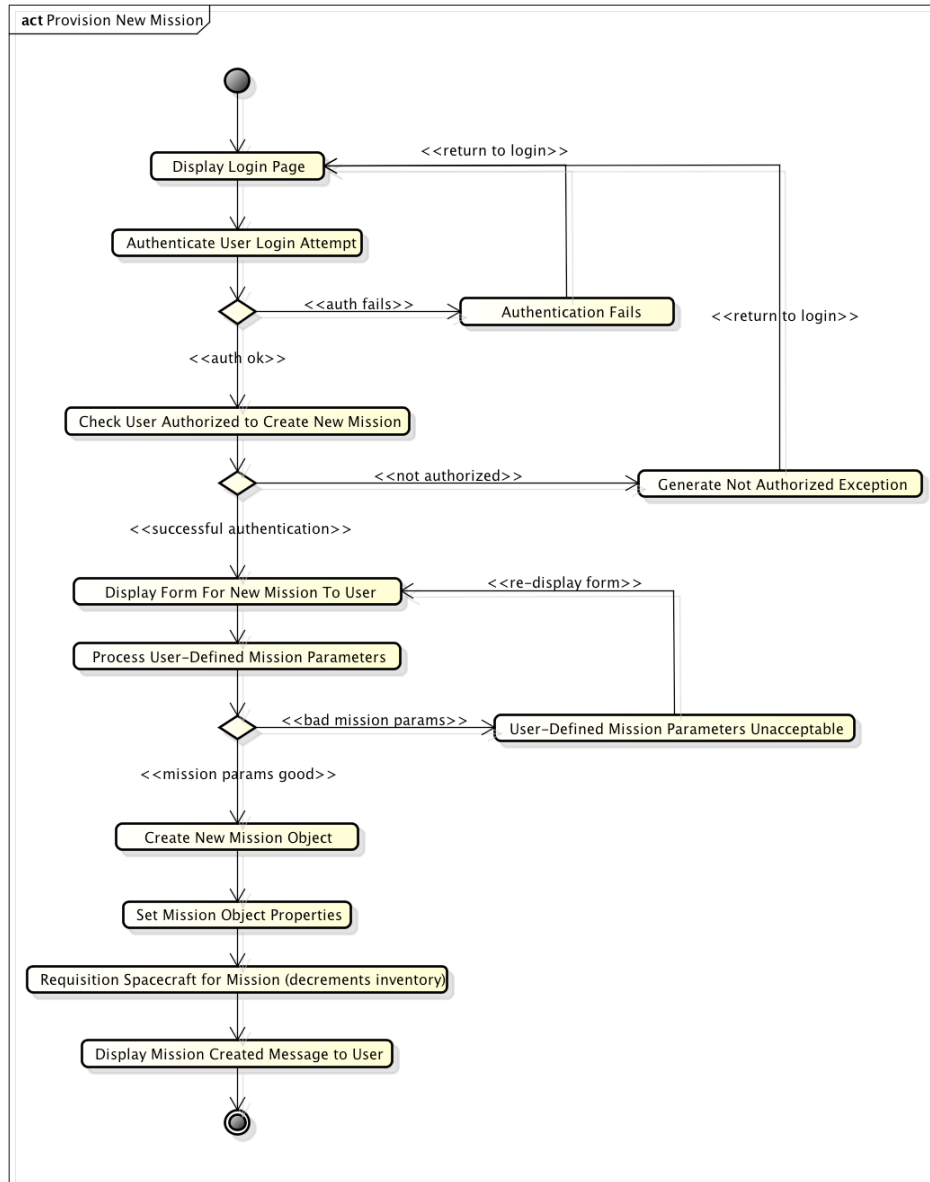 act Provision New Mission
<<return to login>>
Display Login Page
Authenticate User Login Attempt
<<auth fails>>
Authentication Fails
<<return to login>>
<<auth ok>>
Check User Authorized to Create New Mission
<<not authorized>>
Generate Not Authorized Exception
<<successful authentication>>
<<re-display form>>
Display Form For New Mission To User
Process User-Defined Mission Parameters
<<bad mission params>>
User-Defined Mission Parameters Unacceptable
<<mission params good>>
Create New Mission Object
Set Mission Object Properties
Requisition Spacecraft for Mission (decrements inventory)
Display Mission Created Message to User